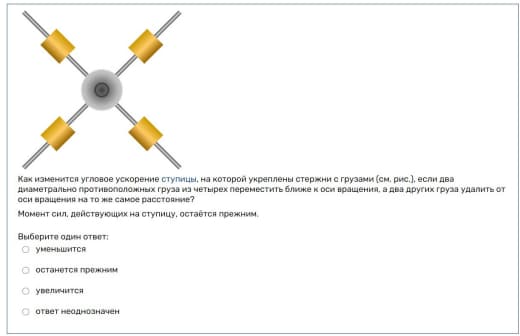 Как изменится угловое ускорение ступицы, на которой укреплены стержни с грузами (см. рис.), если два
диаметрально противоположных груза из четырех переместить ближе к оси вращения, а два других груза удалить от
оси вращения на то же самое расстояние?
Момент сил, действующих на ступицу, остаётся прежним.
Выберите один ответ:
уменьшится
останется прежним
увеличится
ответ неоднозначен